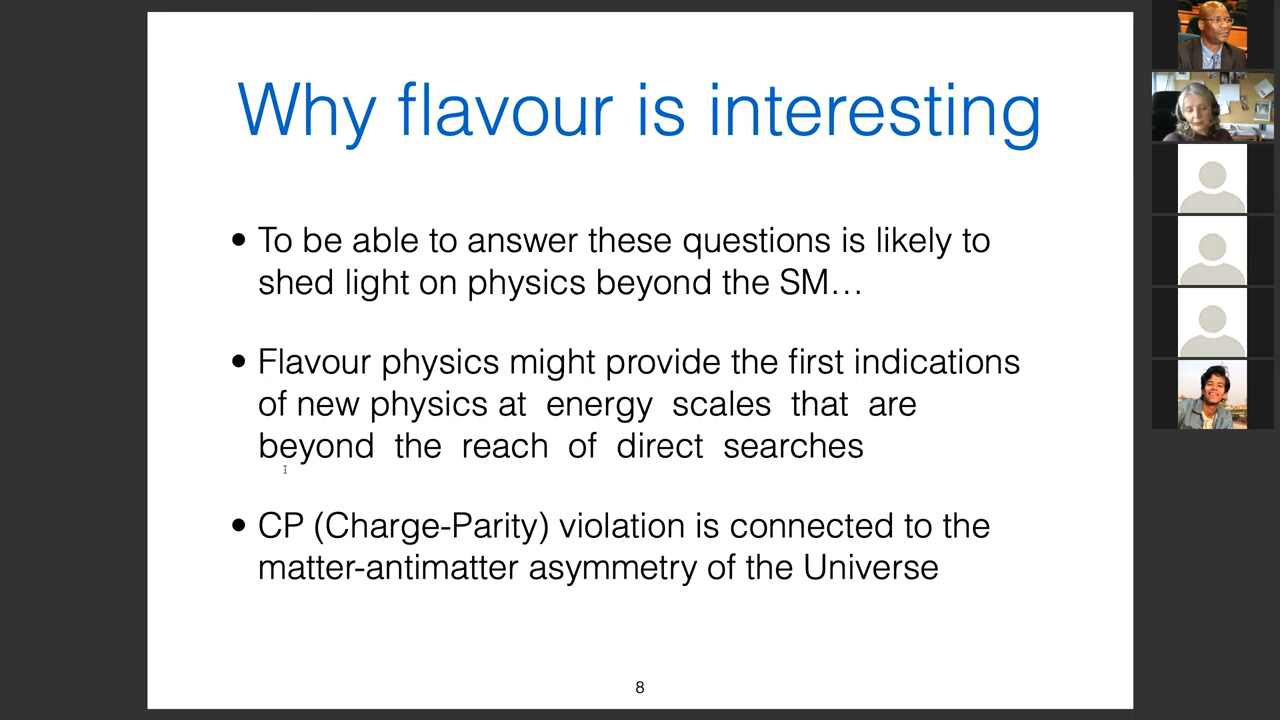 Why flavour is interesting
• To be able to answer these questions is likely to
shed light on physics beyond the SM…
• Flavour physics might provide the first indications
of new physics at energy scales that are
beyond the reach of direct searches
• CP (Charge-Parity) violation is connected to the
matter-antimatter asymmetry of the Universe
8